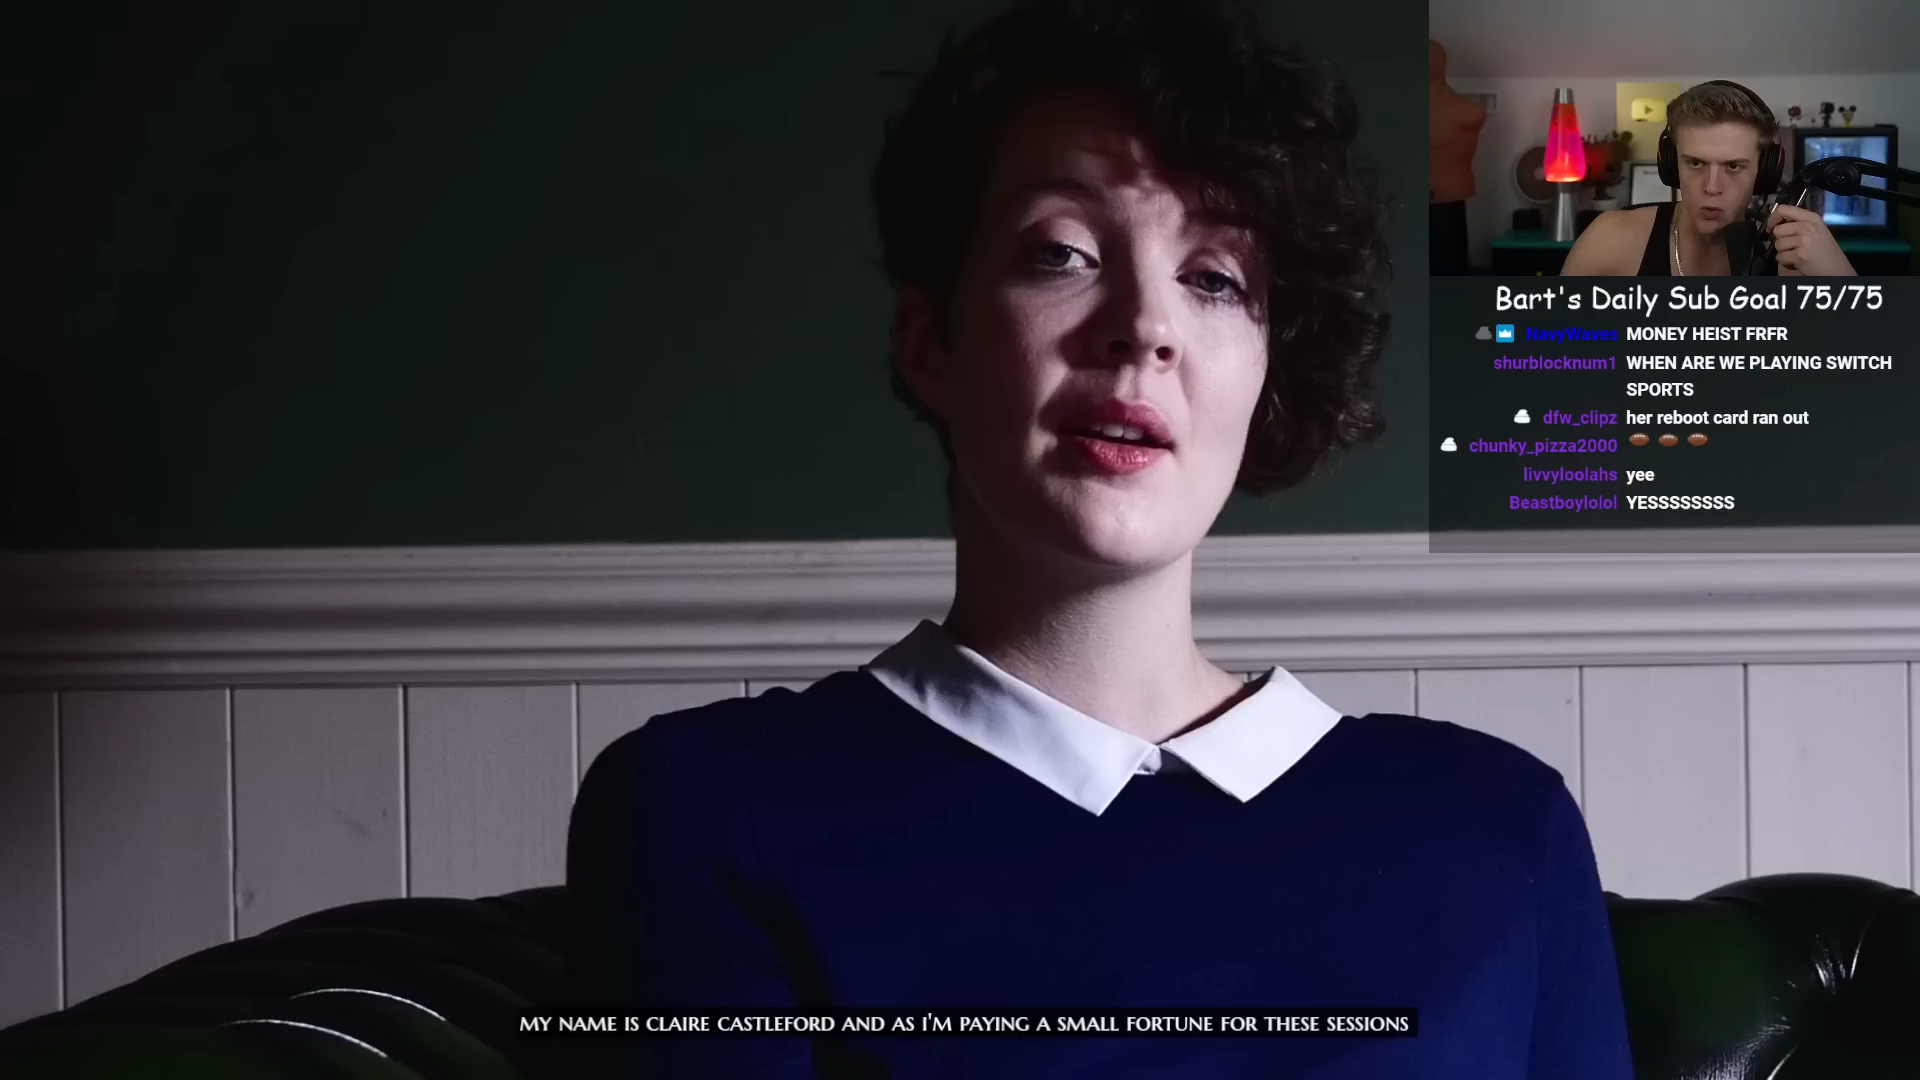 Bart's Daily Sub Goal 75/75
NavyWaves MONEY HEIST FRFR
shurblocknum1 WHEN ARE WE PLAYING SWITCH
SPORTS
dfw_clipz her reboot card ran out
chunky_pizza2000
livvyloolahs yee
Beastboylolol YESSSSSSSS
MY NAME IS CLAIRE CASTLEFORD AND AS I'M PAYING A SMALL FORTUNE FOR THESE SESSIONS